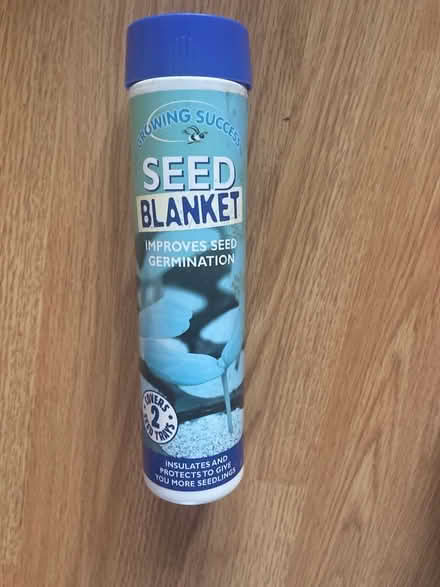 GROWING SUCCESS
SEED
BLANKET
IMPROVES SEED
GERMINATION
COVERS
2
SEED TRAYS
INSULATES AND
PROTECTS TO GIVE
YOU MORE SEEDLINGS